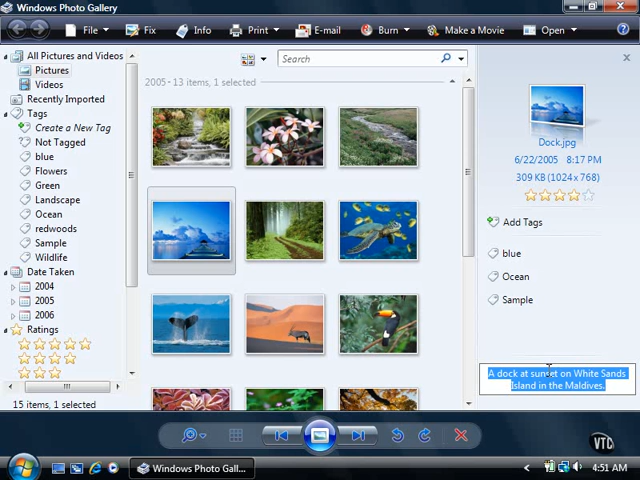 Windows Photo Gallery
File Fix Info Print E-mail Burn Make a Movie Open
All Pictures and Videos
Pictures
Videos
Recently Imported
Tags
Create a New Tag
Not Tagged
blue
Flowers
Green
Landscape
Ocean
redwoods
Sample
Wildlife
Date Taken
2004
2005
2006
Ratings
15 items, 1 selected
Search
2005 - 13 items, 1 selected
Dock.jpg
6/22/2005 8:17 PM
309 KB (1024 x 768)
Add Tags
blue
Ocean
Sample
A dock at sunset on White Sands
Island in the Maldives.
VTC
Windows Photo Gall...
4:51 AM